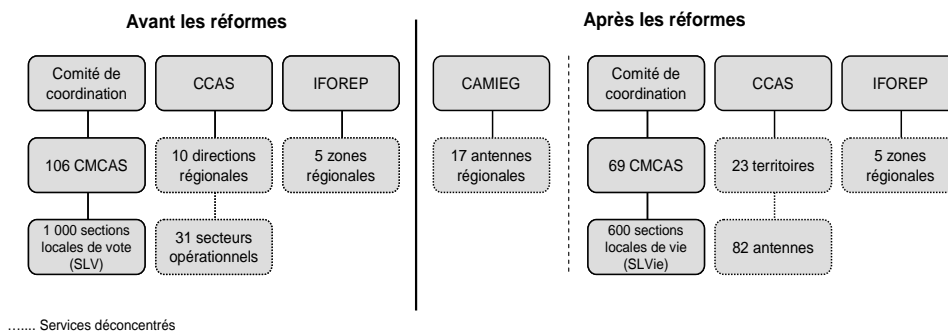 Avant les réformes
Après les réformes
Comité de
coordination
CCAS
IFOREP
CAMIEG
Comité de
coordination
CCAS
IFOREP
106 CMCAS
10 directions
régionales
5 zones
régionales
17 antennes
régionales
69 CMCAS
23 territoires
5 zones
régionales
1 000 sections
locales de vote
(SLV)
31 secteurs
opérationnels
600 sections
locales de vie
(SLVie)
82 antennes
….... Services déconcentrés